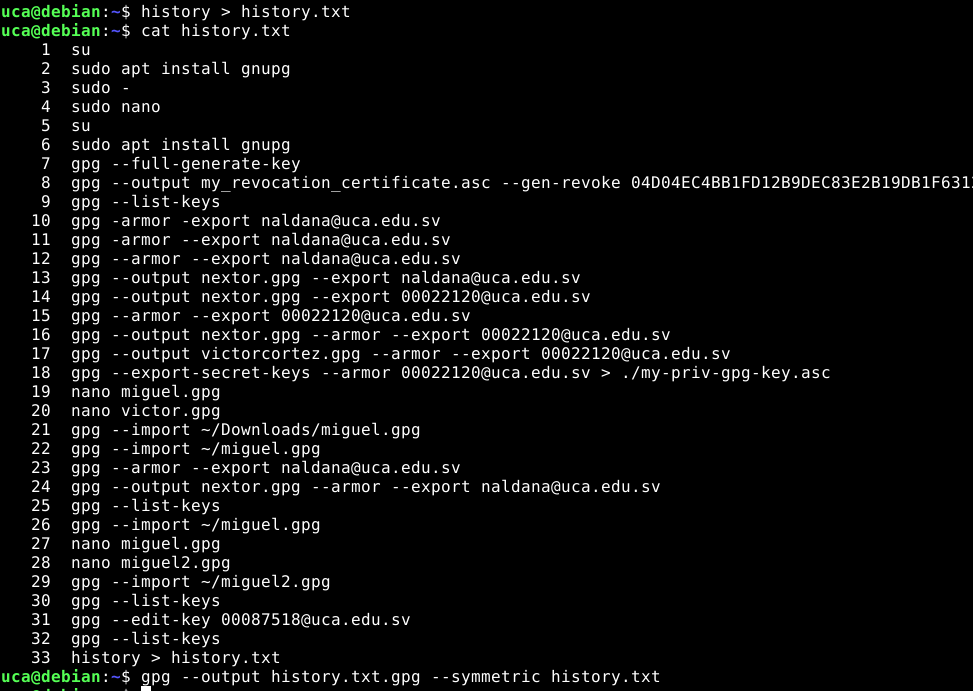 uca@debian:~$ history > history.txt
uca@debian:~$ cat history.txt
    1  su
    2  sudo apt install gnupg
    3  sudo -
    4  sudo nano
    5  su
    6  sudo apt install gnupg
    7  gpg --full-generate-key
    8  gpg --output my_revocation_certificate.asc --gen-revoke 04D04EC4BB1FD12B9DEC83E2B19DB1F631
    9  gpg --list-keys
   10  gpg -armor -export naldana@uca.edu.sv
   11  gpg -armor --export naldana@uca.edu.sv
   12  gpg --armor --export naldana@uca.edu.sv
   13  gpg --output nextor.gpg --export naldana@uca.edu.sv
   14  gpg --output nextor.gpg --export 00022120@uca.edu.sv
   15  gpg --armor --export 00022120@uca.edu.sv
   16  gpg --output nextor.gpg --armor --export 00022120@uca.edu.sv
   17  gpg --output victorcortez.gpg --armor --export 00022120@uca.edu.sv
   18  gpg --export-secret-keys --armor 00022120@uca.edu.sv > ./my-priv-gpg-key.asc
   19  nano miguel.gpg
   20  nano victor.gpg
   21  gpg --import ~/Downloads/miguel.gpg
   22  gpg --import ~/miguel.gpg
   23  gpg --armor --export naldana@uca.edu.sv
   24  gpg --output nextor.gpg --armor --export naldana@uca.edu.sv
   25  gpg --list-keys
   26  gpg --import ~/miguel.gpg
   27  nano miguel.gpg
   28  nano miguel2.gpg
   29  gpg --import ~/miguel2.gpg
   30  gpg --list-keys
   31  gpg --edit-key 00087518@uca.edu.sv
   32  gpg --list-keys
   33  history > history.txt
uca@debian:~$ gpg --output history.txt.gpg --symmetric history.txt